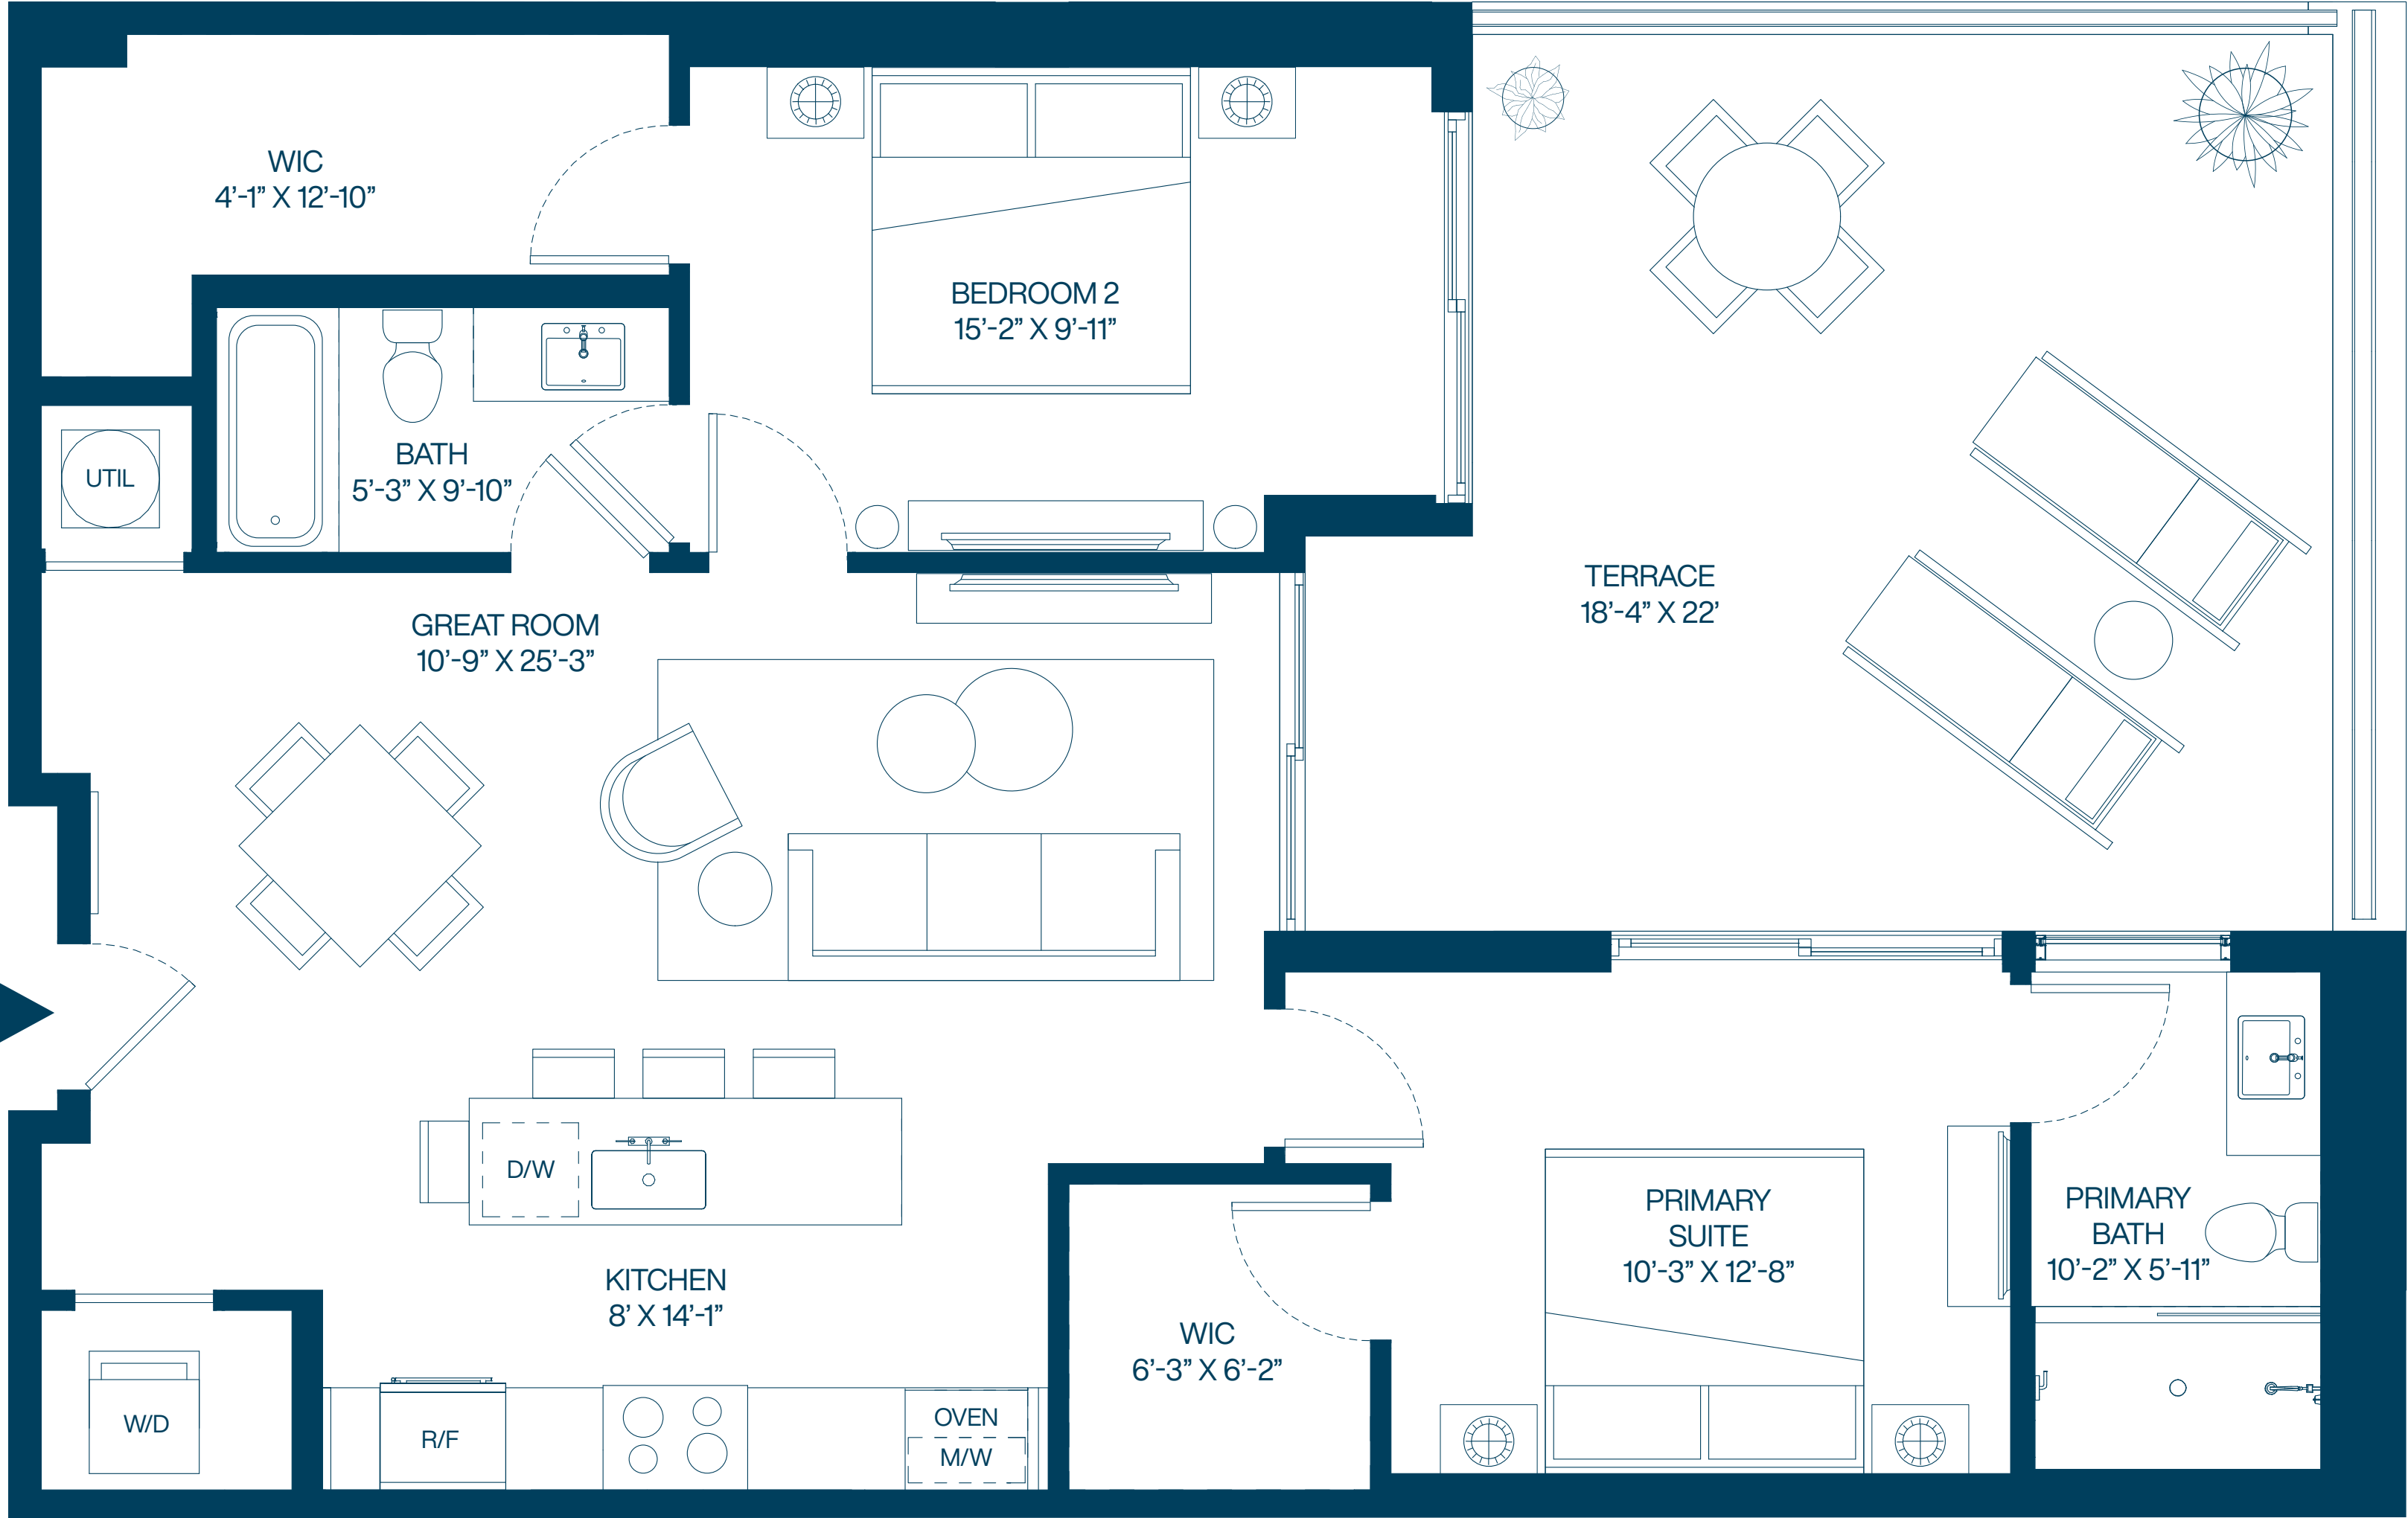 WIC
4’-1” X 12’-10”
BEDROOM 2
15’-2” X 9’-11”
BATH
5’-3” X 9’-10”
UTIL
GREAT ROOM
10’-9” X 25’-3”
TERRACE
18’-4” X 22’
D/W
KITCHEN
8’ X 14’-1”
W/D
R/F
OVEN
M/W
WIC
6’-3” X 6’-2”
PRIMARY
SUITE
10’-3” X 12’-8”
PRIMARY
BATH
10’-2” X 5’-11”